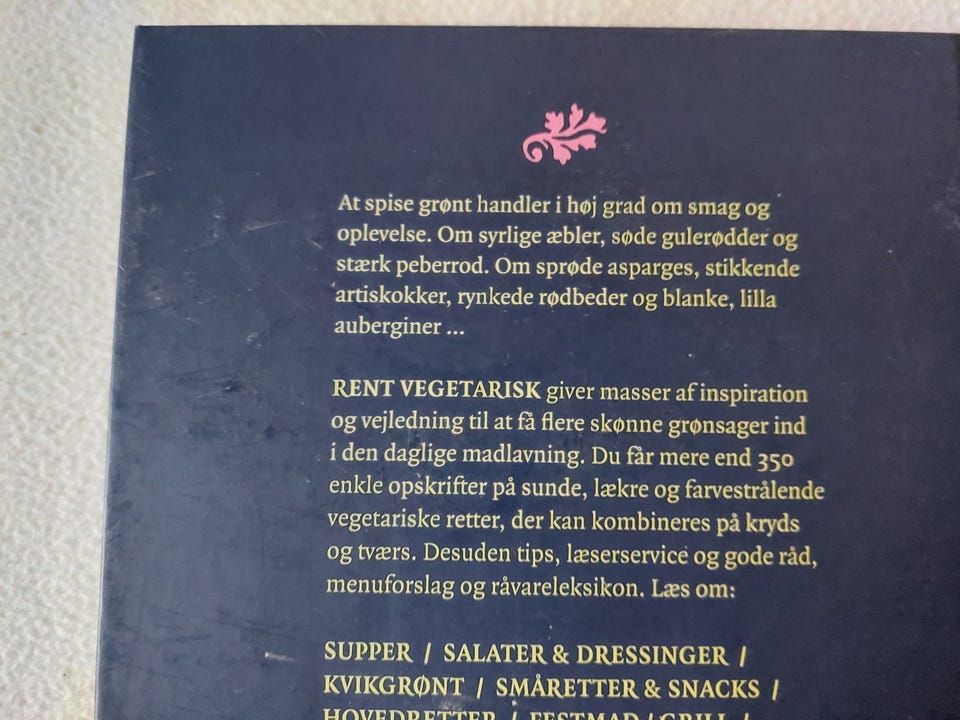 At spise grønt handler i høj grad om smag og
oplevelse. Om syrlige æbler, søde gulerødder og
stærk peberrod. Om sprøde asparges, stikkende
artiskokker, rynkede rødbeder og blanke, lilla
auberginer ...
RENT VEGETARISK giver masser af inspiration
og vejledning til at få flere skønne grønsager ind
i den daglige madlavning. Du får mere end 350
enkle opskrifter på sunde, lækre og farvestrålende
vegetariske retter, der kan kombineres på kryds
og tværs. Desuden tips, læserservice og gode råd,
menuforslag og råvareleksikon. Læs om:
SUPPER / SALATER & DRESSINGER /
KVIKGRØNT / SMÅRETTER & SNACKS /
HOVEDRETTER / FESTMAD / GRILL /